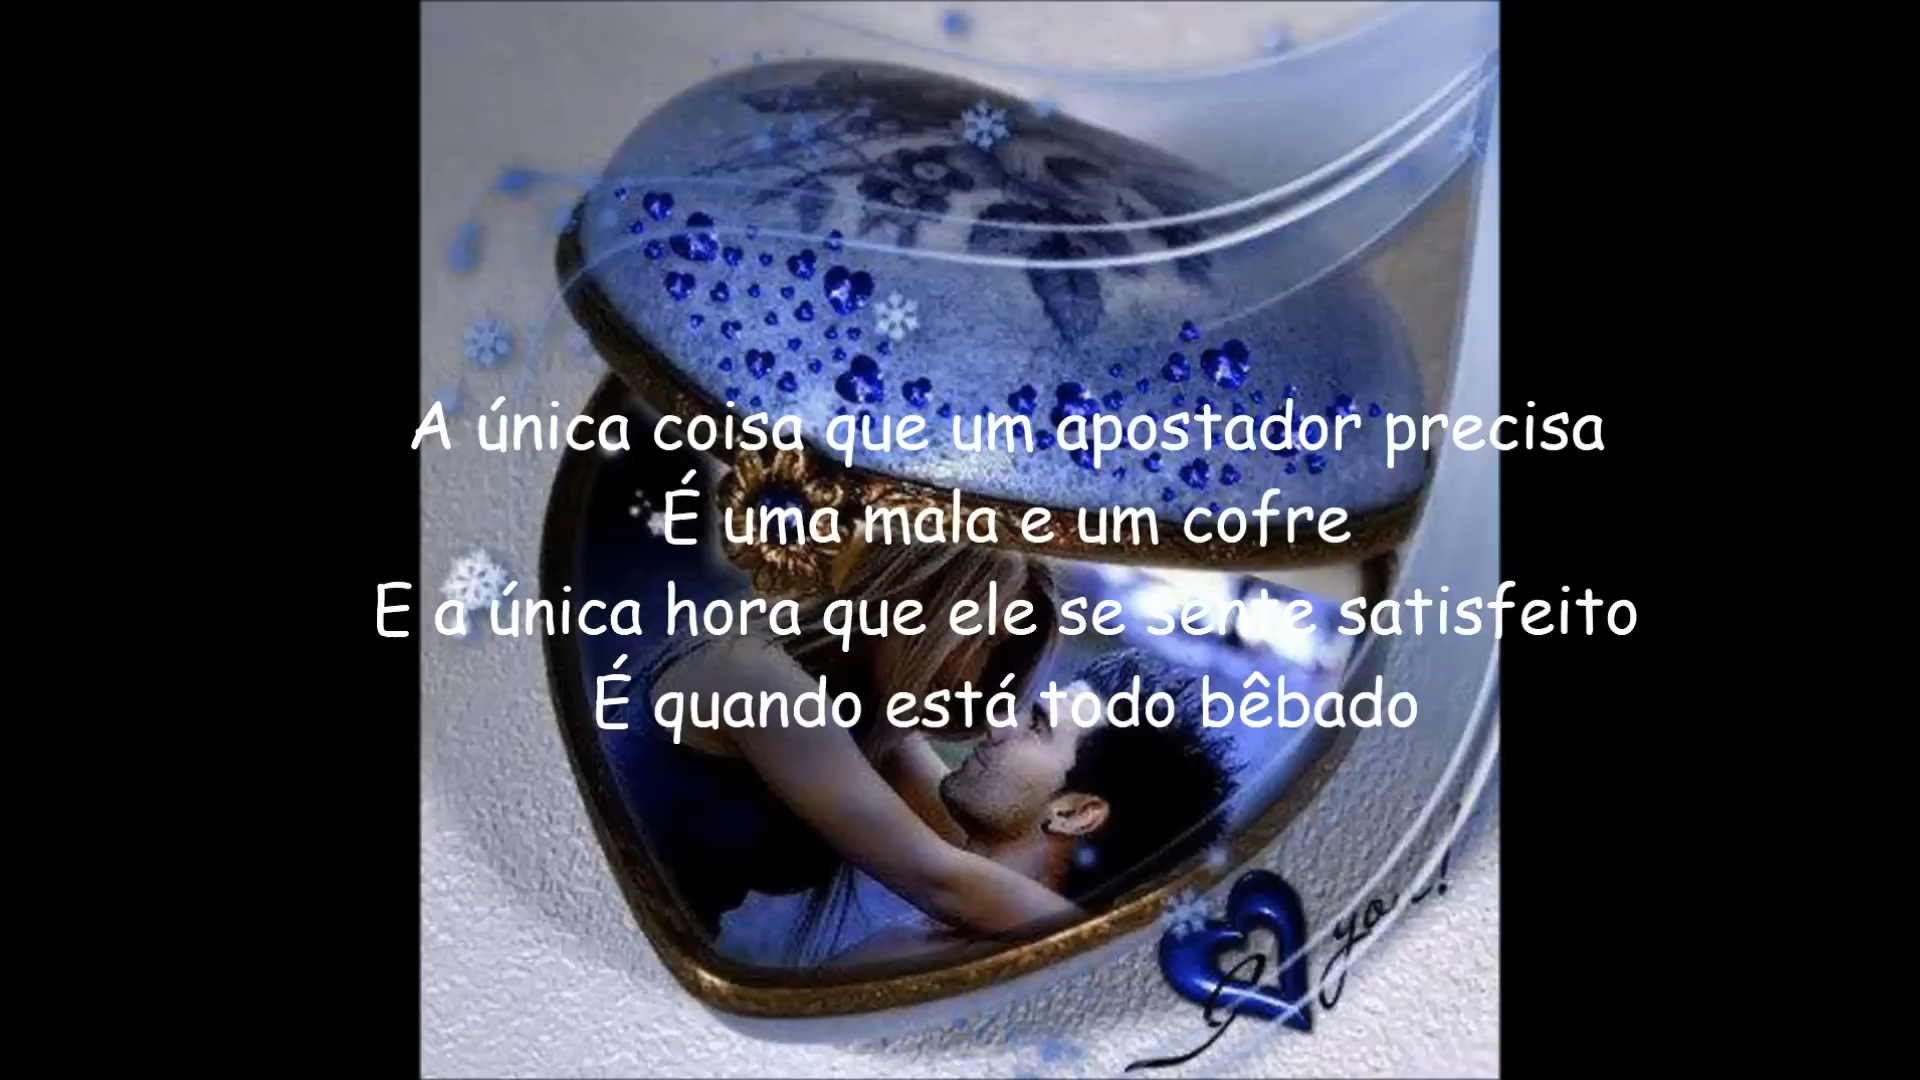 A única coisa que um apostador precisa
É uma mala e um cofre
E a única hora que ele se sente satisfeito
É quando está todo bêbado